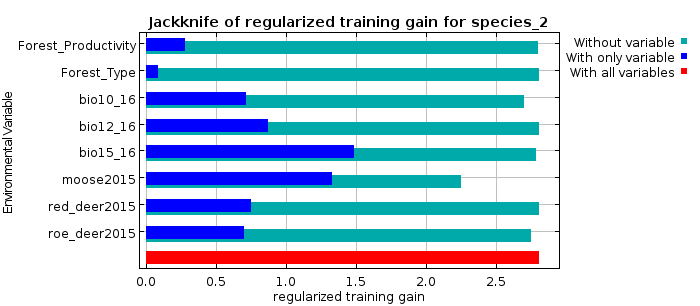 Jackknife of regularized training gain for species_2
Without variable
With only variable
With all variables
Environmental Variable
Forest_Productivity
Forest_Type
bio10_16
bio12_16
bio15_16
moose2015
red_deer2015
roe_deer2015
0.0 0.5 1.0 1.5 2.0 2.5
regularized training gain